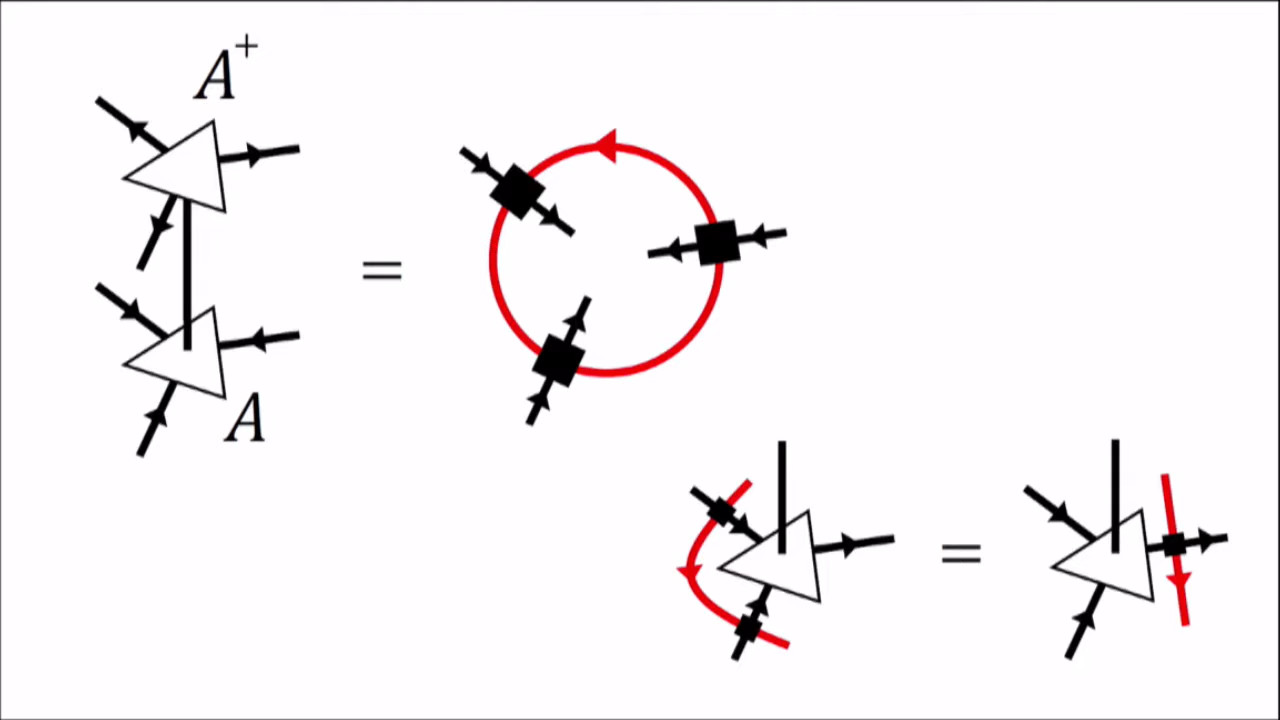 A⁺
=
A
=